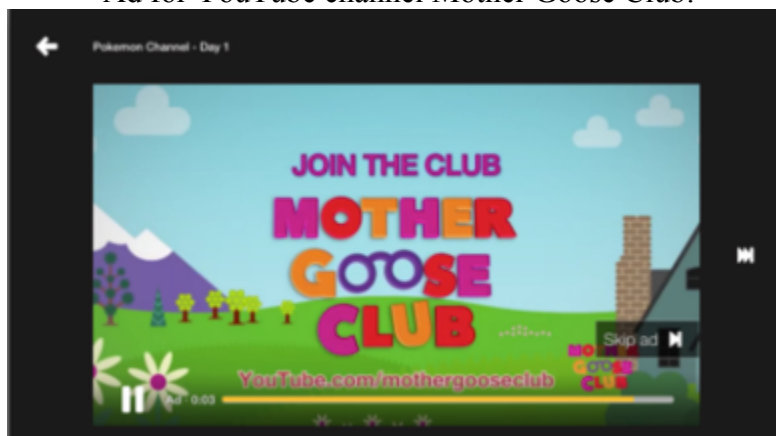 Ad for YouTube channel Mother Goose Club:
Pokemon Channel - Day 1
JOIN THE CLUB
MOTHER
GOOSE
CLUB
Skip ad
MOTHER
GOOSE
CLUB
YouTube.com/mothergooseclub
Ad · 0:03